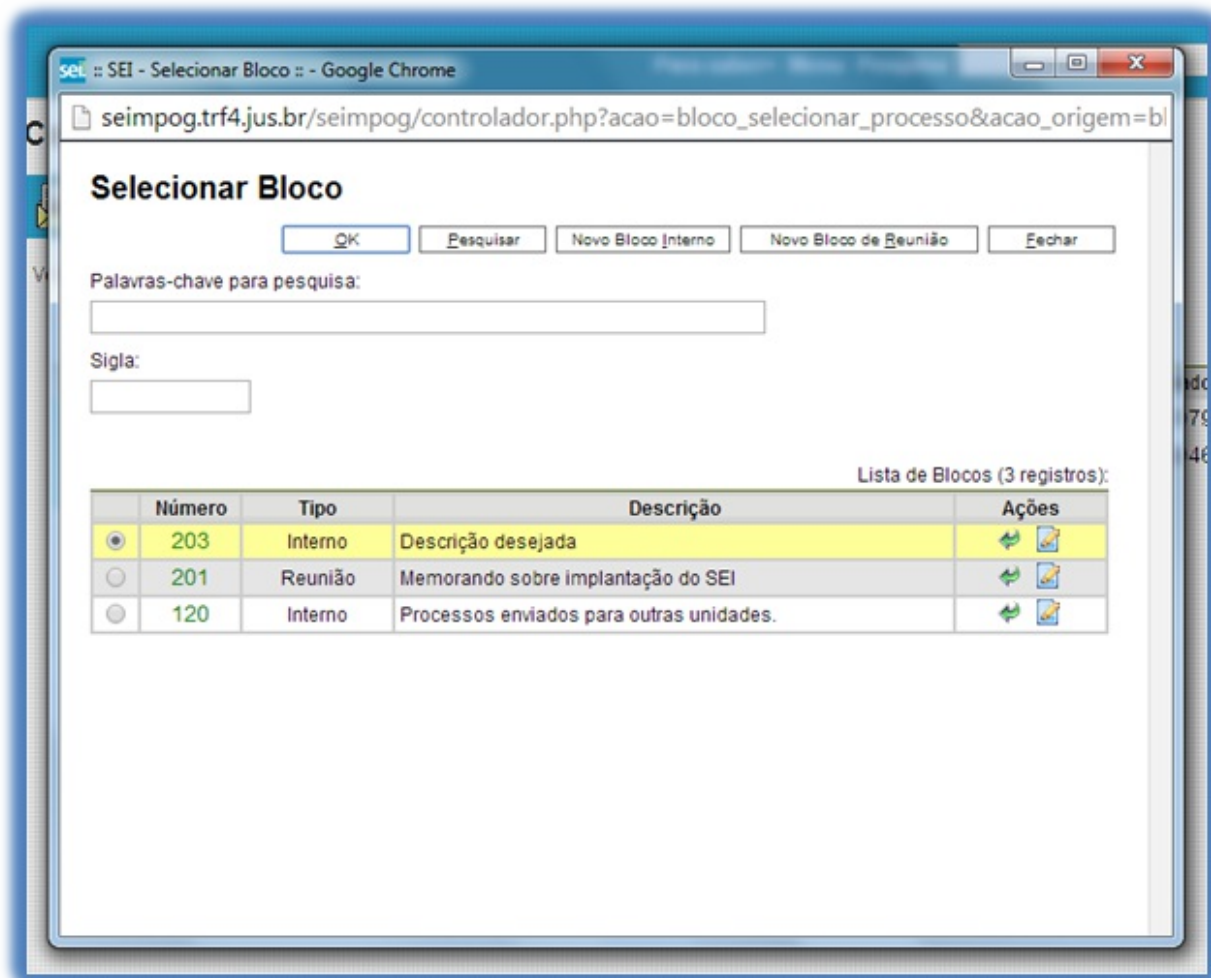 sei. :: SEI - Selecionar Bloco :: - Google Chrome
seimpog.trf4.jus.br/seimpog/controlador.php?acao=bloco_selecionar_processo&acao_origem=bl
Selecionar Bloco
OK Pesquisar Novo Bloco Interno Novo Bloco de Reunião Fechar
Palavras-chave para pesquisa:
Sigla:
Lista de Blocos (3 registros):
Número Tipo Descrição Ações
203 Interno Descrição desejada
201 Reunião Memorando sobre implantação do SEI
120 Interno Processos enviados para outras unidades.